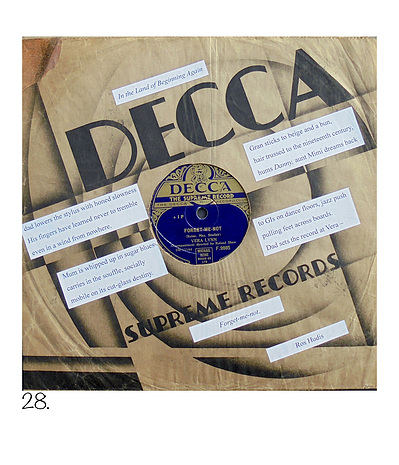 In the Land of Beginning Again
DECCA
Gran sticks to beige and a bun,
hair trussed to the nineteenth century,
hums Danny, aunt Mimi dreams back
dad lowers the stylus with honed slowness
His fingers have learned never to tremble
even in a wind from nowhere.
to GIs on dance floors, jazz push
pulling feet across boards.
Dad sets the record at Vera –
Mum is whipped up in sugar blues,
carries in the souffle, socially
mobile on its cut-glass destiny.
DECCA
THE SUPREME RECORD
FORGET-ME-NOT
VERA LYNN
F.9985
SUPREME RECORDS
Forget-me-not.
Ros Hudis
28.